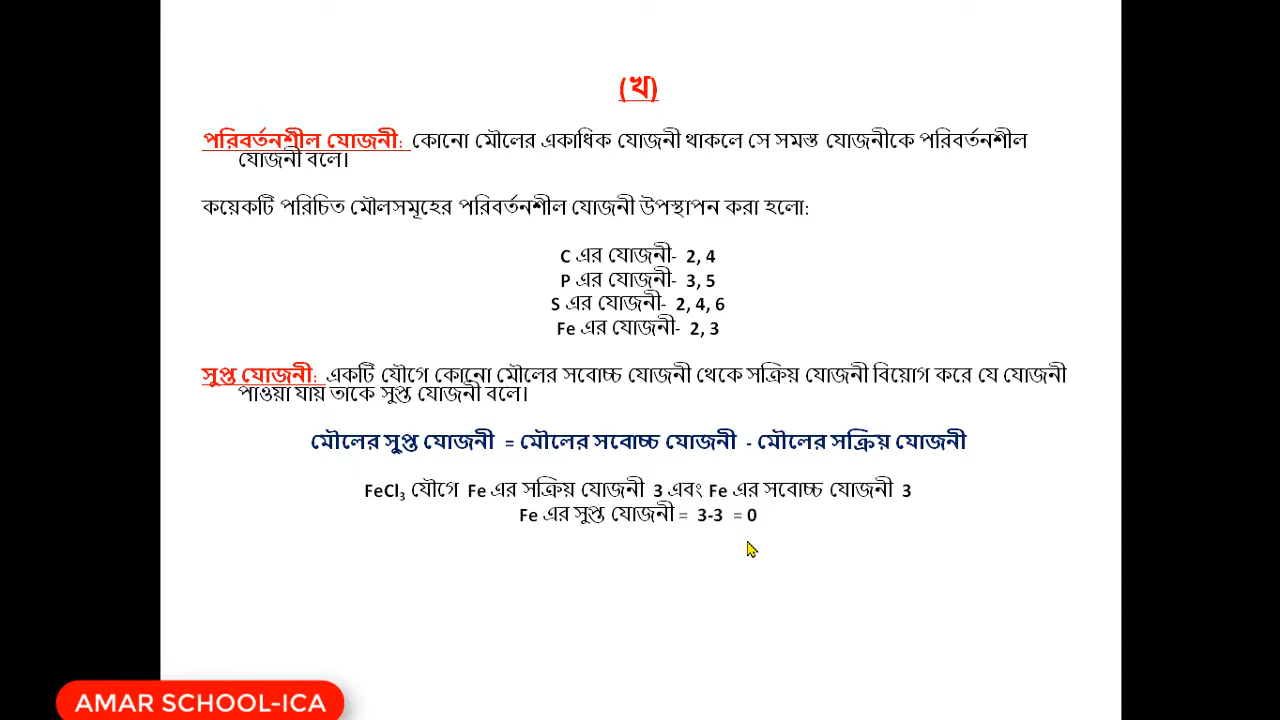 (খ)
পরিবর্তনশীল যোজনী: কোনো মৌলের একাধিক যোজনী থাকলে সে সমস্ত যোজনীকে পরিবর্তনশীল
যোজনী বলে।
কয়েকটি পরিচিত মৌলসমূহের পরিবর্তনশীল যোজনী উপস্থাপন করা হলো:
C এর যোজনী- 2, 4
P এর যোজনী- 3, 5
S এর যোজনী- 2, 4, 6
Fe এর যোজনী- 2, 3
সুপ্ত যোজনী: একটি যৌগে কোনো মৌলের সবোচ্চ যোজনী থেকে সক্রিয় যোজনী বিয়োগ করে যে যোজনী
পাওয়া যায় তাকে সুপ্ত যোজনী বলে।
মৌলের সুপ্ত যোজনী = মৌলের সবোচ্চ যোজনী - মৌলের সক্রিয় যোজনী
FeCl₃ যৌগে Fe এর সক্রিয় যোজনী 3 এবং Fe এর সবোচ্চ যোজনী 3
Fe এর সুপ্ত যোজনী = 3-3 = 0
AMAR SCHOOL-ICA